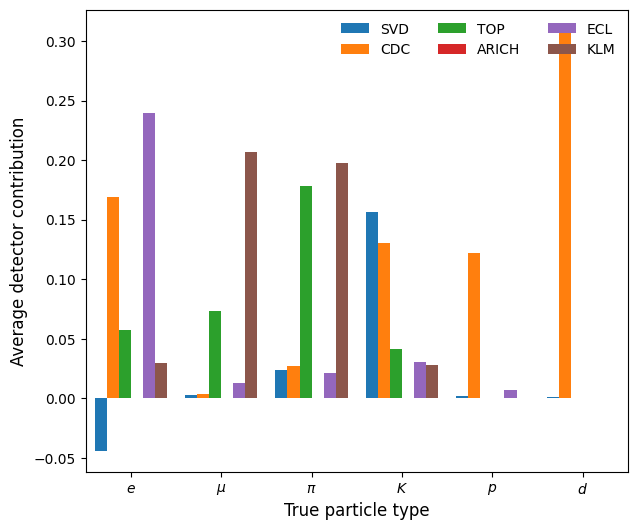 SVD TOP ECL
CDC ARICH KLM
0.30
0.25
0.20
0.15
0.10
0.05
0.00
−0.05
Average detector contribution
e μ π K p d
True particle type